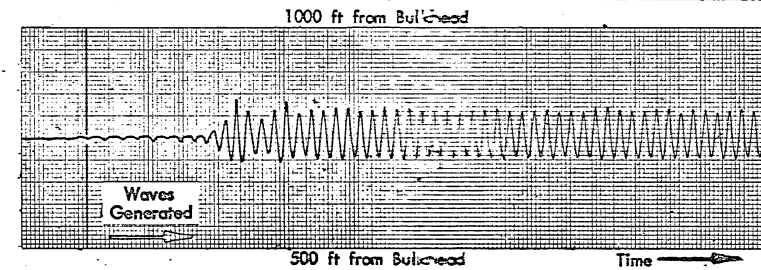 1000 ft from Bulkhead
Waves
Generated
500 ft from Bulkhead
Time